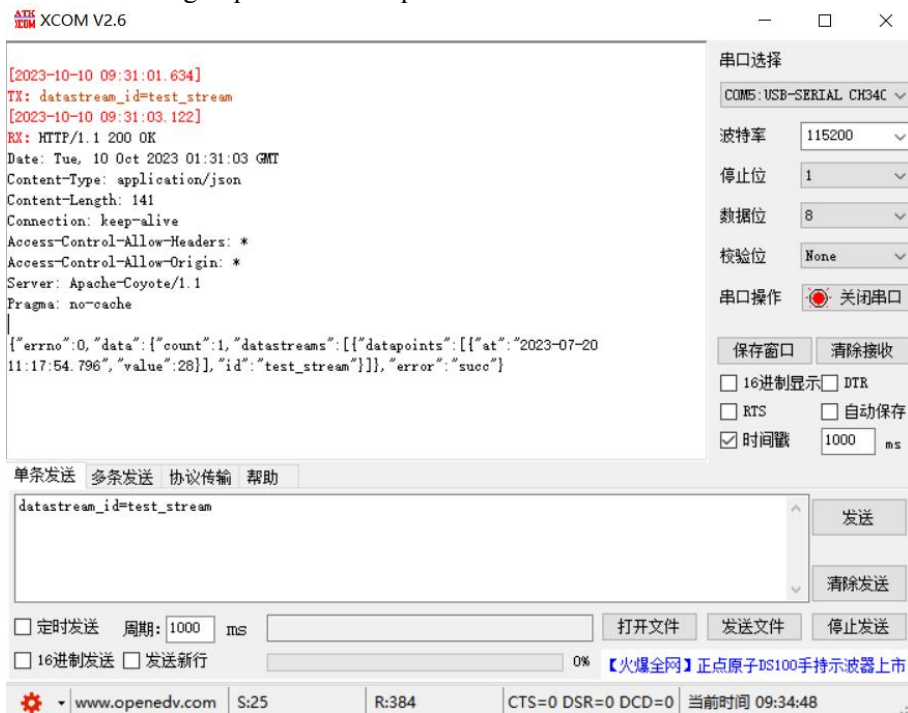 XCOM V2.6
[2023-10-10 09:31:01.634]
TX: datastream_id=test_stream
[2023-10-10 09:31:03.122]
RX: HTTP/1.1 200 OK
Date: Tue, 10 Oct 2023 01:31:03 GMT
Content-Type: application/json
Content-Length: 141
Connection: keep-alive
Access-Control-Allow-Headers: *
Access-Control-Allow-Origin: *
Server: Apache-Coyote/1.1
Pragma: no-cache
{"errno":0,"data":{"count":1,"datastreams":[{"datapoints":[{"at":"2023-07-20
11:17:54.796","value":28}],"id":"test_stream"}]},"error":"succ"}
串口选择
COM5:USB-SERIAL CH34C
波特率 115200
停止位 1
数据位 8
校验位 None
串口操作 关闭串口
保存窗口 清除接收
16进制显示 DTR
RTS 自动保存
时间戳 1000 ms
单条发送 多条发送 协议传输 帮助
datastream_id=test_stream
发送
清除发送
定时发送 周期: 1000 ms 打开文件 发送文件 停止发送
16进制发送 发送新行 0% 【火爆全网】正点原子DS100手持示波器上市
www.openedv.com S:25 R:384 CTS=0 DSR=0 DCD=0 当前时间 09:34:48